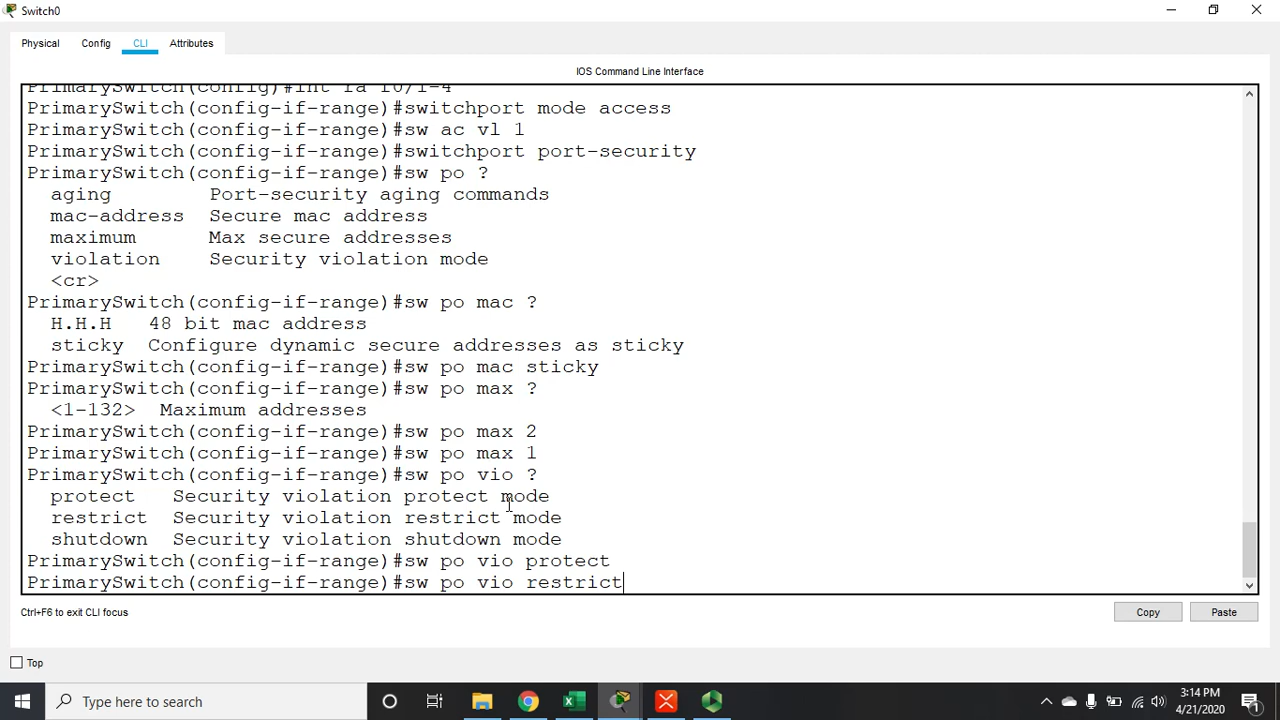 Switch0
Physical Config CLI Attributes
IOS Command Line Interface
PrimarySwitch(config)#int ra f0/1-4
PrimarySwitch(config-if-range)#switchport mode access
PrimarySwitch(config-if-range)#sw ac vl 1
PrimarySwitch(config-if-range)#switchport port-security
PrimarySwitch(config-if-range)#sw po ?
aging Port-security aging commands
mac-address Secure mac address
maximum Max secure addresses
violation Security violation mode
<cr>
PrimarySwitch(config-if-range)#sw po mac ?
H.H.H 48 bit mac address
sticky Configure dynamic secure addresses as sticky
PrimarySwitch(config-if-range)#sw po mac sticky
PrimarySwitch(config-if-range)#sw po max ?
<1-132> Maximum addresses
PrimarySwitch(config-if-range)#sw po max 2
PrimarySwitch(config-if-range)#sw po max 1
PrimarySwitch(config-if-range)#sw po vio ?
protect Security violation protect mode
restrict Security violation restrict mode
shutdown Security violation shutdown mode
PrimarySwitch(config-if-range)#sw po vio protect
PrimarySwitch(config-if-range)#sw po vio restrict
Ctrl+F6 to exit CLI focus
Copy Paste
Top
Type here to search
3:14 PM
4/21/2020
1